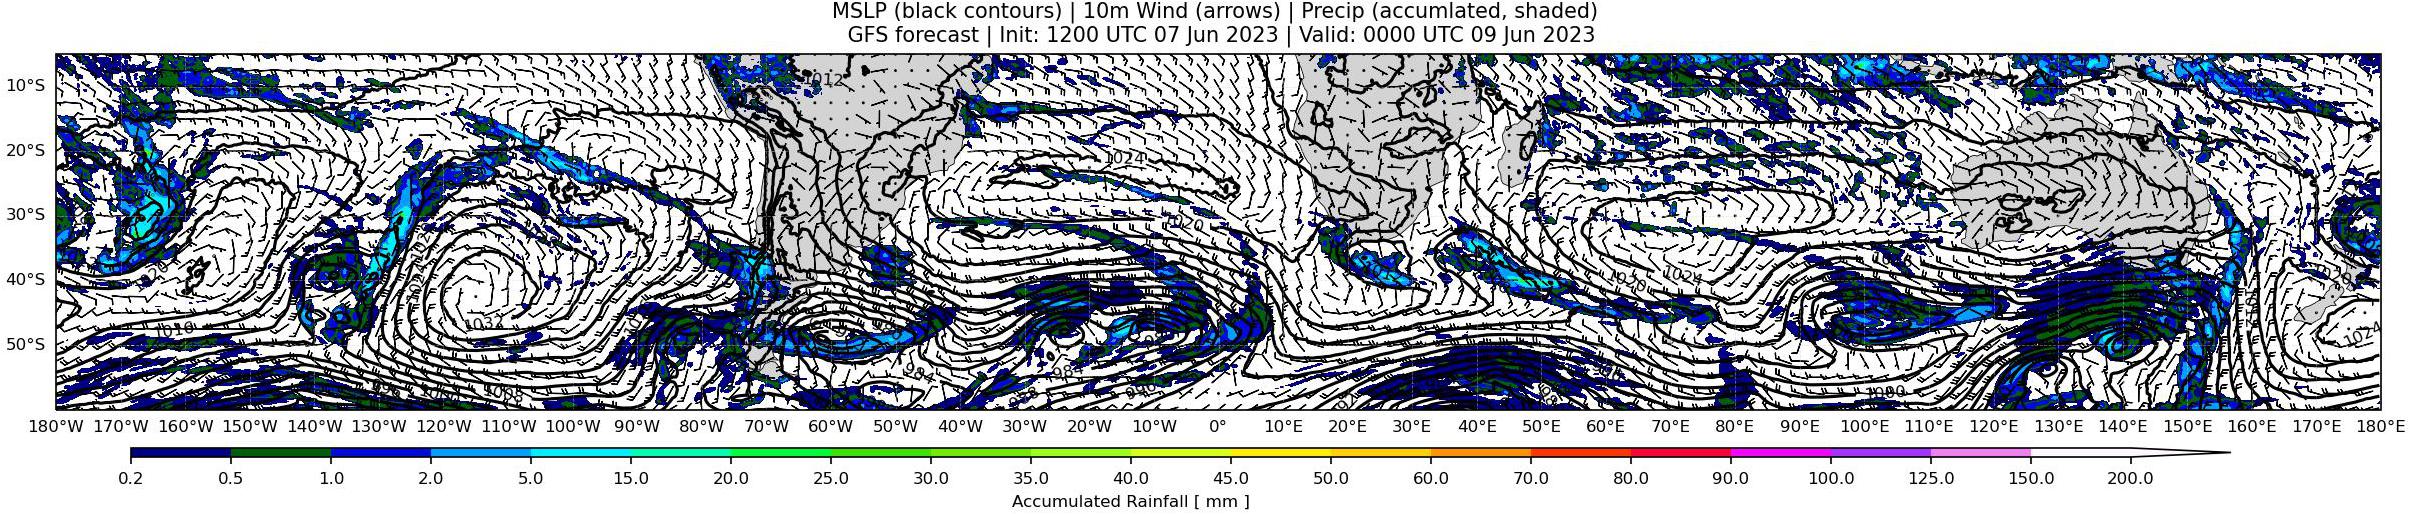 MSLP (black contours) | 10m Wind (arrows) | Precip (accumlated, shaded)
GFS forecast | Init: 1200 UTC 07 Jun 2023 | Valid: 0000 UTC 09 Jun 2023
1012
10°S
20°S
1024
30°S
1020
1020
1020
1024
40°S
1032
1016
1024
50°S
984
984
1008
1000
180°W 170°W 160°W 150°W 140°W 130°W 120°W 110°W 100°W 90°W 80°W 70°W 60°W 50°W 40°W 30°W 20°W 10°W 0° 10°E 20°E 30°E 40°E 50°E 60°E 70°E 80°E 90°E 100°E 110°E 120°E 130°E 140°E 150°E 160°E 170°E 180°E
0.2 0.5 1.0 2.0 5.0 15.0 20.0 25.0 30.0 35.0 40.0 45.0 50.0 60.0 70.0 80.0 90.0 100.0 125.0 150.0 200.0
Accumulated Rainfall [ mm ]